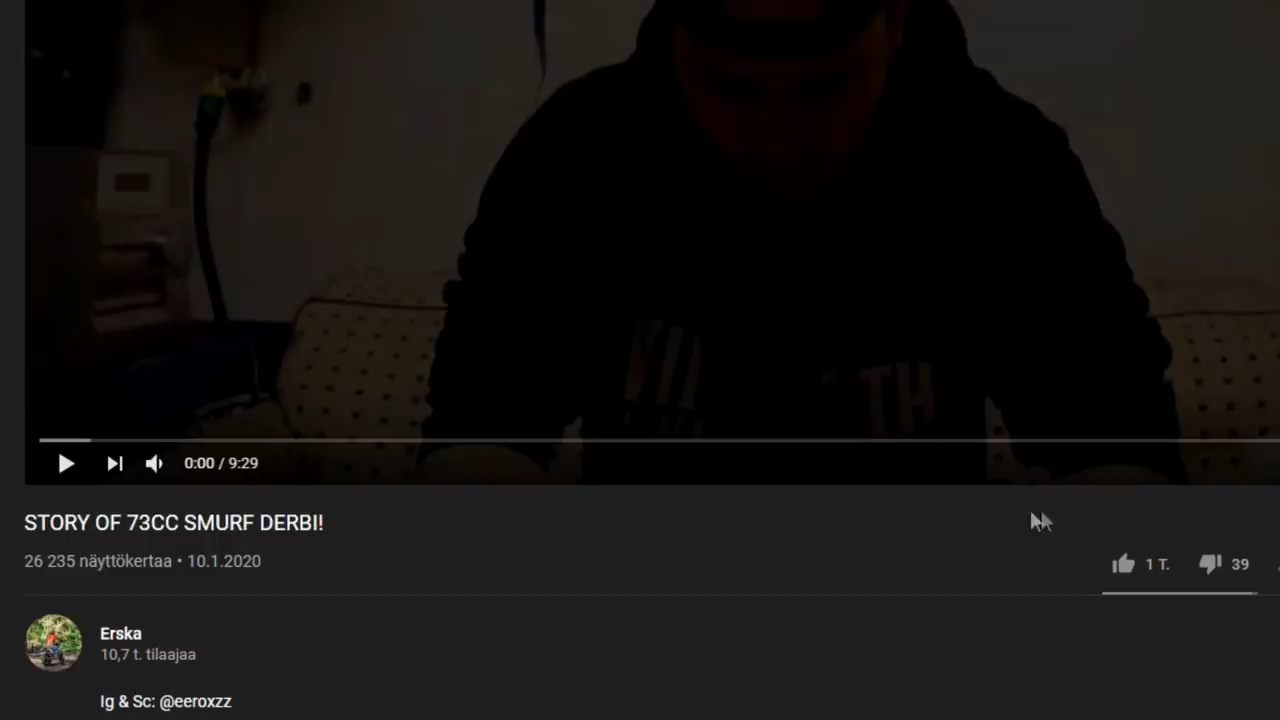 0:00 / 9:29
STORY OF 73CC SMURF DERBI!
26 235 näyttökertaa • 10.1.2020
1 T. 39
Erska
10,7 t. tilaajaa
Ig & Sc: @eeroxzz